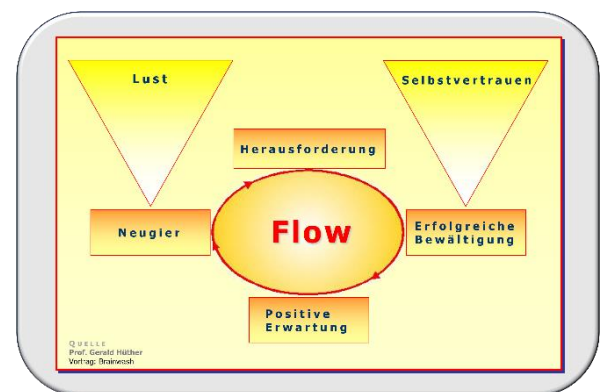 Lust
Selbstvertrauen
Herausforderung
Neugier
Flow
Erfolgreiche
Bewältigung
Positive
Erwartung
QUELLE
Prof. Gerald Hüther
Vortrag: Brainwash